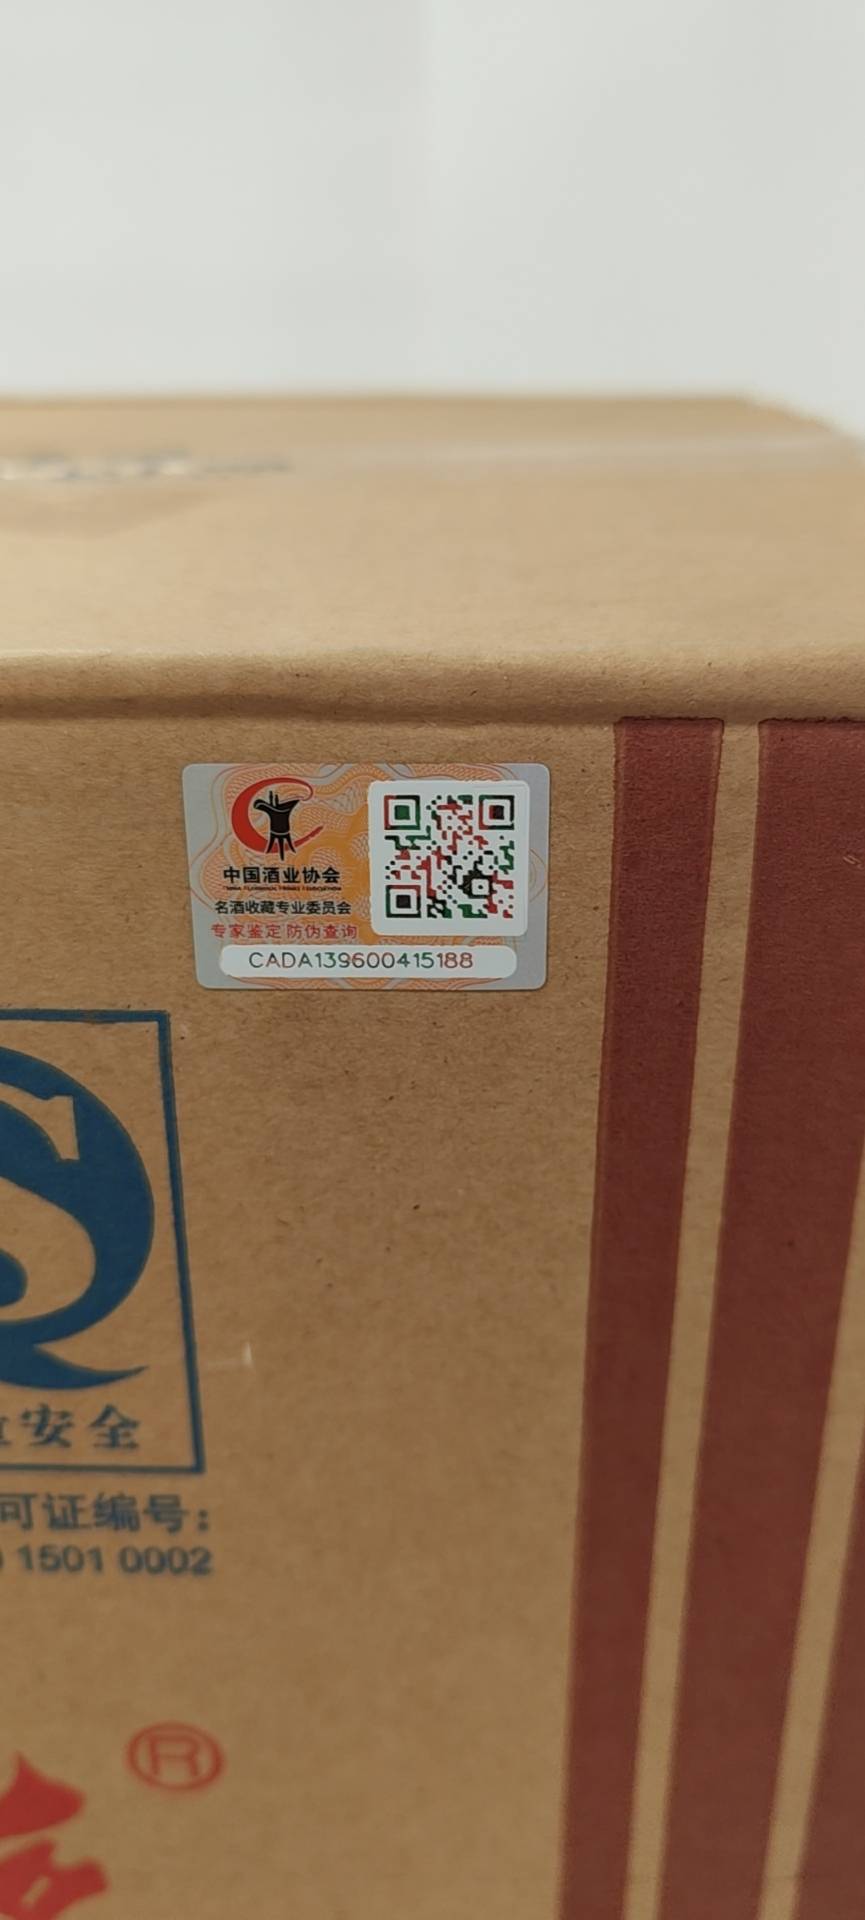 中国酒业协会
名酒收藏专业委员会
专家鉴定 防伪查询
CADA139600415188
安全
可证编号:
1501 0002
®